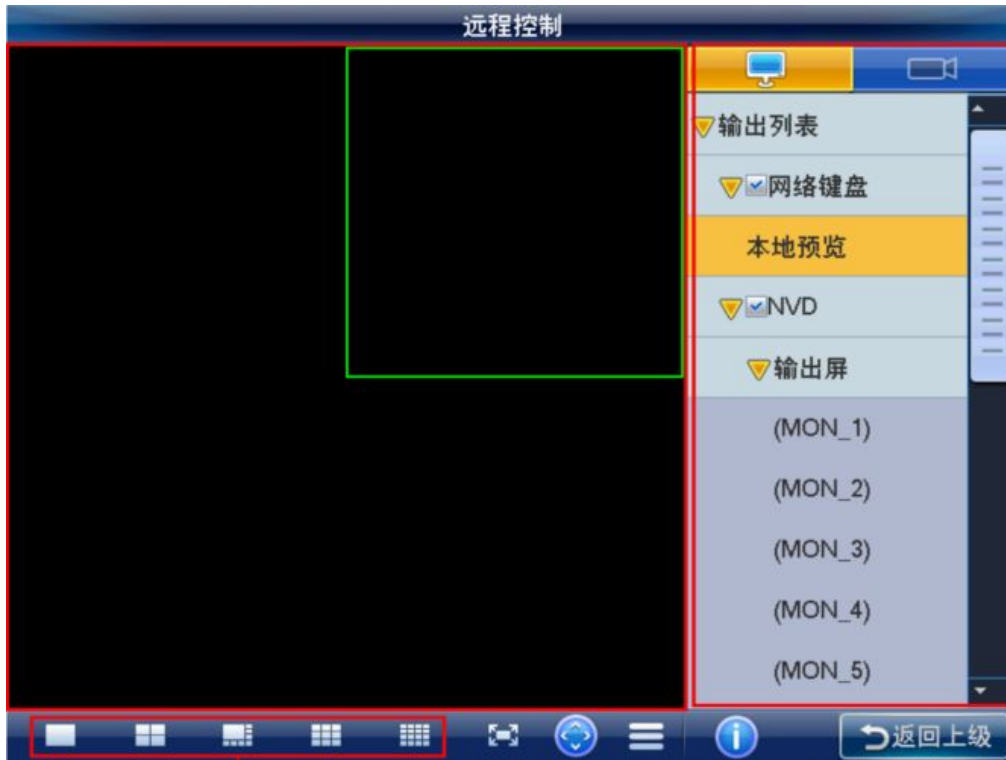 远程控制
输出列表
网络键盘
本地预览
NVD
输出屏
(MON_1)
(MON_2)
(MON_3)
(MON_4)
(MON_5)
返回上级